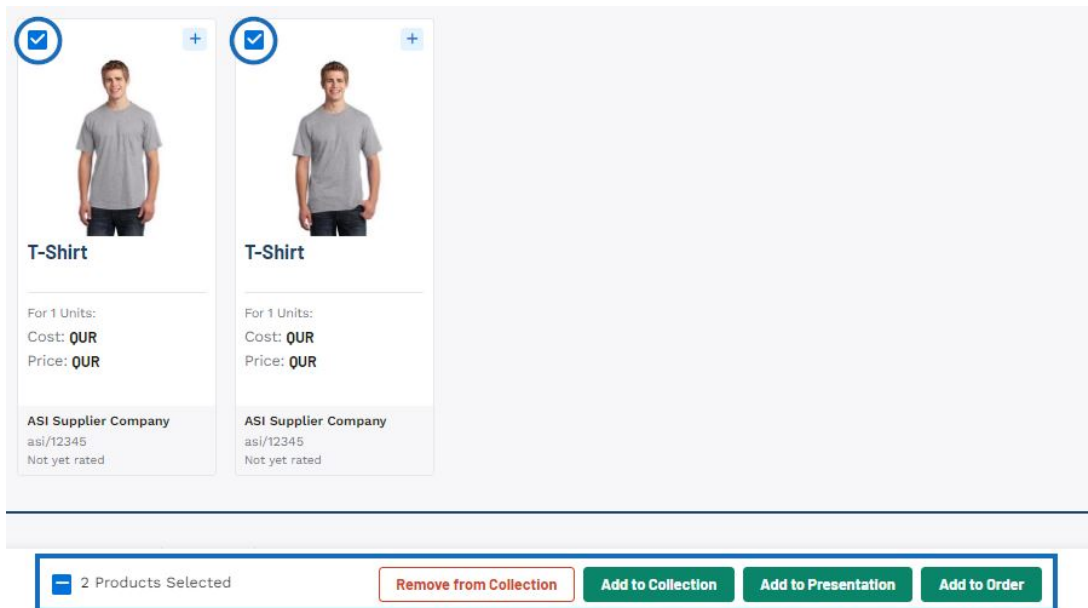 T-Shirt
For 1 Units:
Cost: QUR
Price: QUR
ASI Supplier Company
asi/12345
Not yet rated
T-Shirt
For 1 Units:
Cost: QUR
Price: QUR
ASI Supplier Company
asi/12345
Not yet rated
2 Products Selected
Remove from Collection
Add to Collection
Add to Presentation
Add to Order